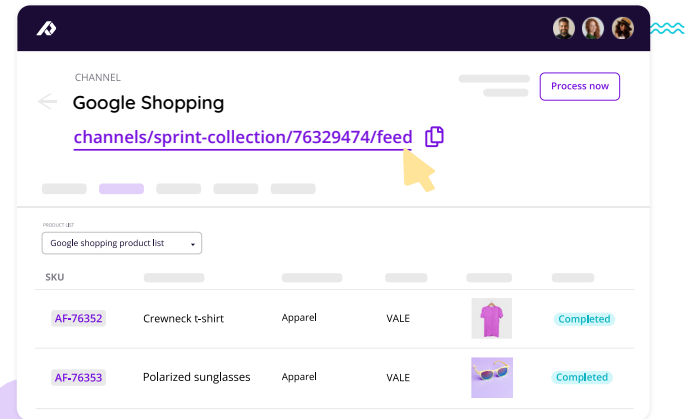 CHANNEL
Google Shopping
Process now
channels/sprint-collection/76329474/feed
PRODUCT LIST
Google shopping product list
SKU
AF-76352 Crewneck t-shirt Apparel VALE Completed
AF-76353 Polarized sunglasses Apparel VALE Completed